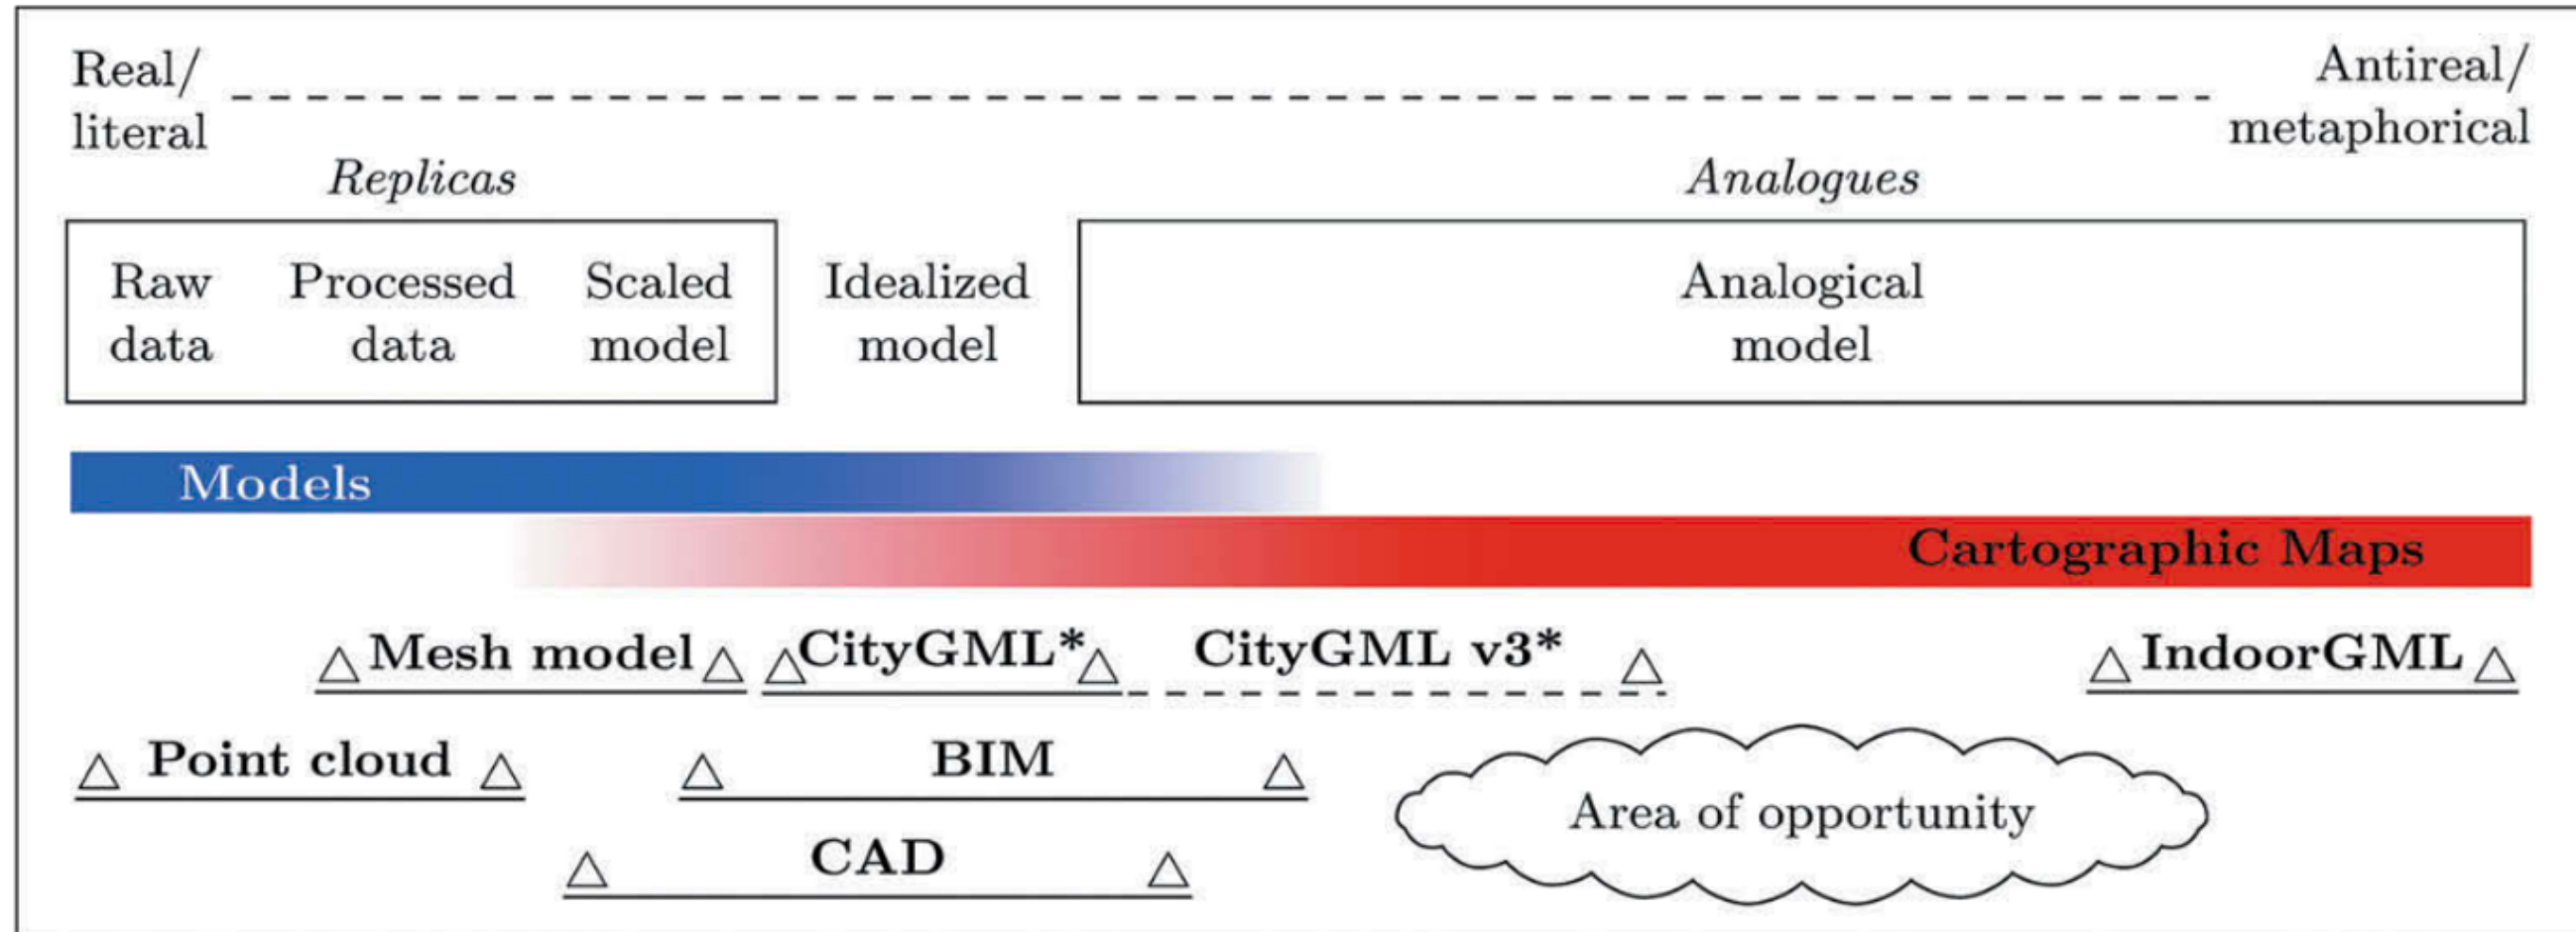 Real/
literal
Antireal/
metaphorical
Replicas
Analogues
Raw
data
Processed
data
Scaled
model
Idealized
model
Analogical
model
Models
Cartographic Maps
Mesh model
CityGML*
CityGML v3*
IndoorGML
Point cloud
BIM
Area of opportunity
CAD